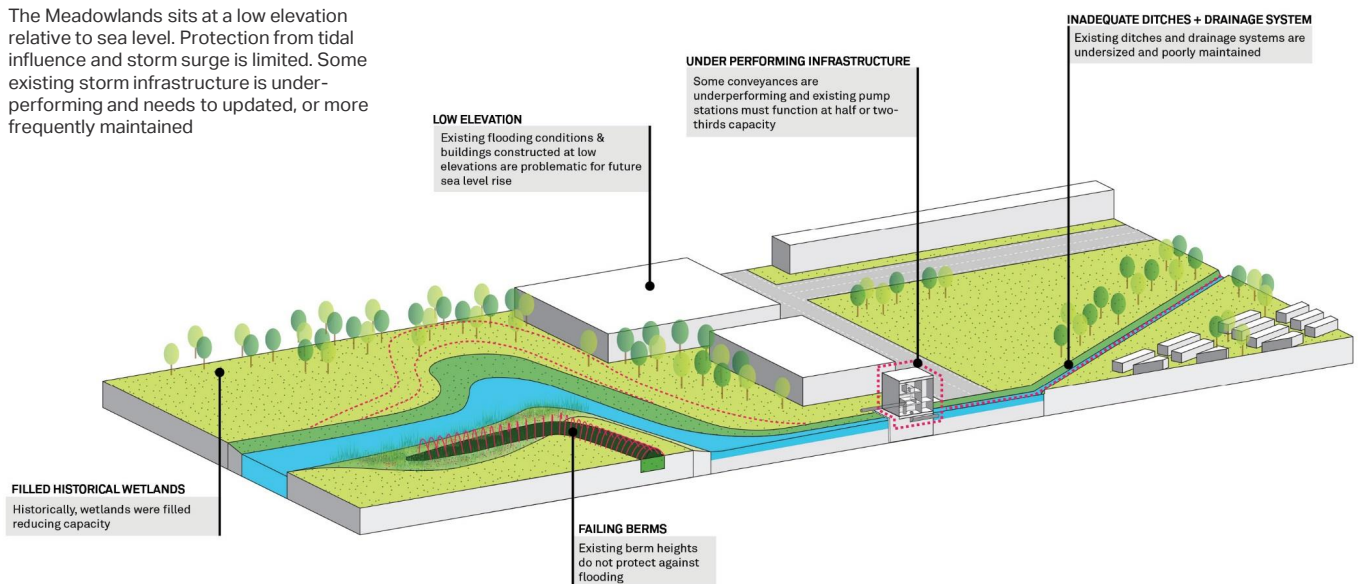 The Meadowlands sits at a low elevation
relative to sea level. Protection from tidal
influence and storm surge is limited. Some
existing storm infrastructure is under-
performing and needs to updated, or more
frequently maintained
INADEQUATE DITCHES + DRAINAGE SYSTEM
Existing ditches and drainage systems are
undersized and poorly maintained
UNDER PERFORMING INFRASTRUCTURE
Some conveyances are
underperforming and existing pump
stations must function at half or two-
thirds capacity
LOW ELEVATION
Existing flooding conditions &
buildings constructed at low
elevations are problematic for future
sea level rise
FILLED HISTORICAL WETLANDS
Historically, wetlands were filled
reducing capacity
FAILING BERMS
Existing berm heights
do not protect against
flooding